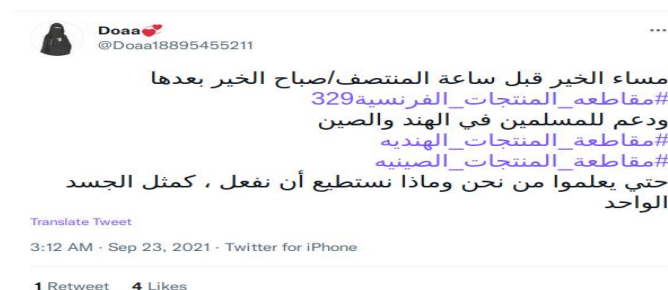 Doaa💞
@Doaa18895455211
مساء الخير قبل ساعة المنتصف/صباح الخير بعدها
#مقاطعه_المنتجات_الفرنسية329
ودعم للمسلمين في الهند والصين
#مقاطعة_المنتجات_الهنديه
#مقاطعة_المنتجات_الصينيه
حتي يعلموا من نحن وماذا نستطيع أن نفعل ، كمثل الجسد
الواحد
Translate Tweet
3:12 AM · Sep 23, 2021 · Twitter for iPhone
1 Retweet 4 Likes